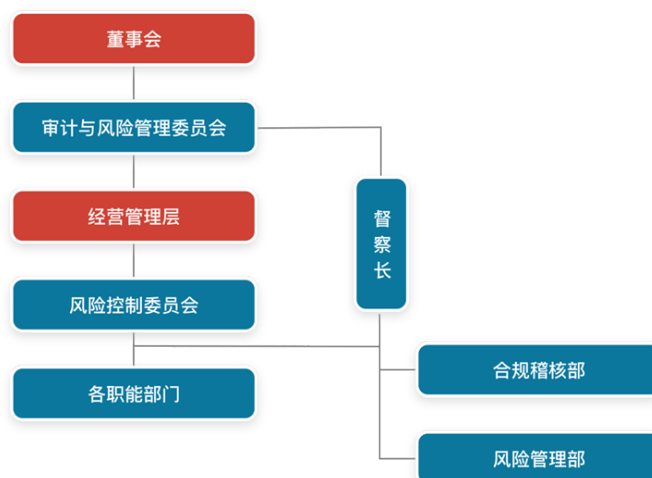 董事会
审计与风险管理委员会
经营管理层
督察长
风险控制委员会
合规稽核部
各职能部门
风险管理部